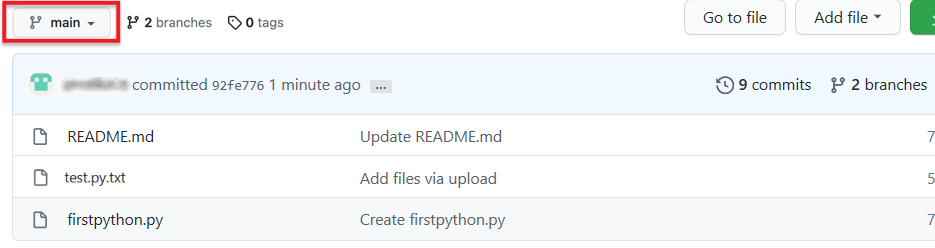 main 2 branches 0 tags Go to file Add file
committed 92fe776 1 minute ago ... 9 commits 2 branches
README.md Update README.md 7
test.py.txt Add files via upload 5
firstpython.py Create firstpython.py 7